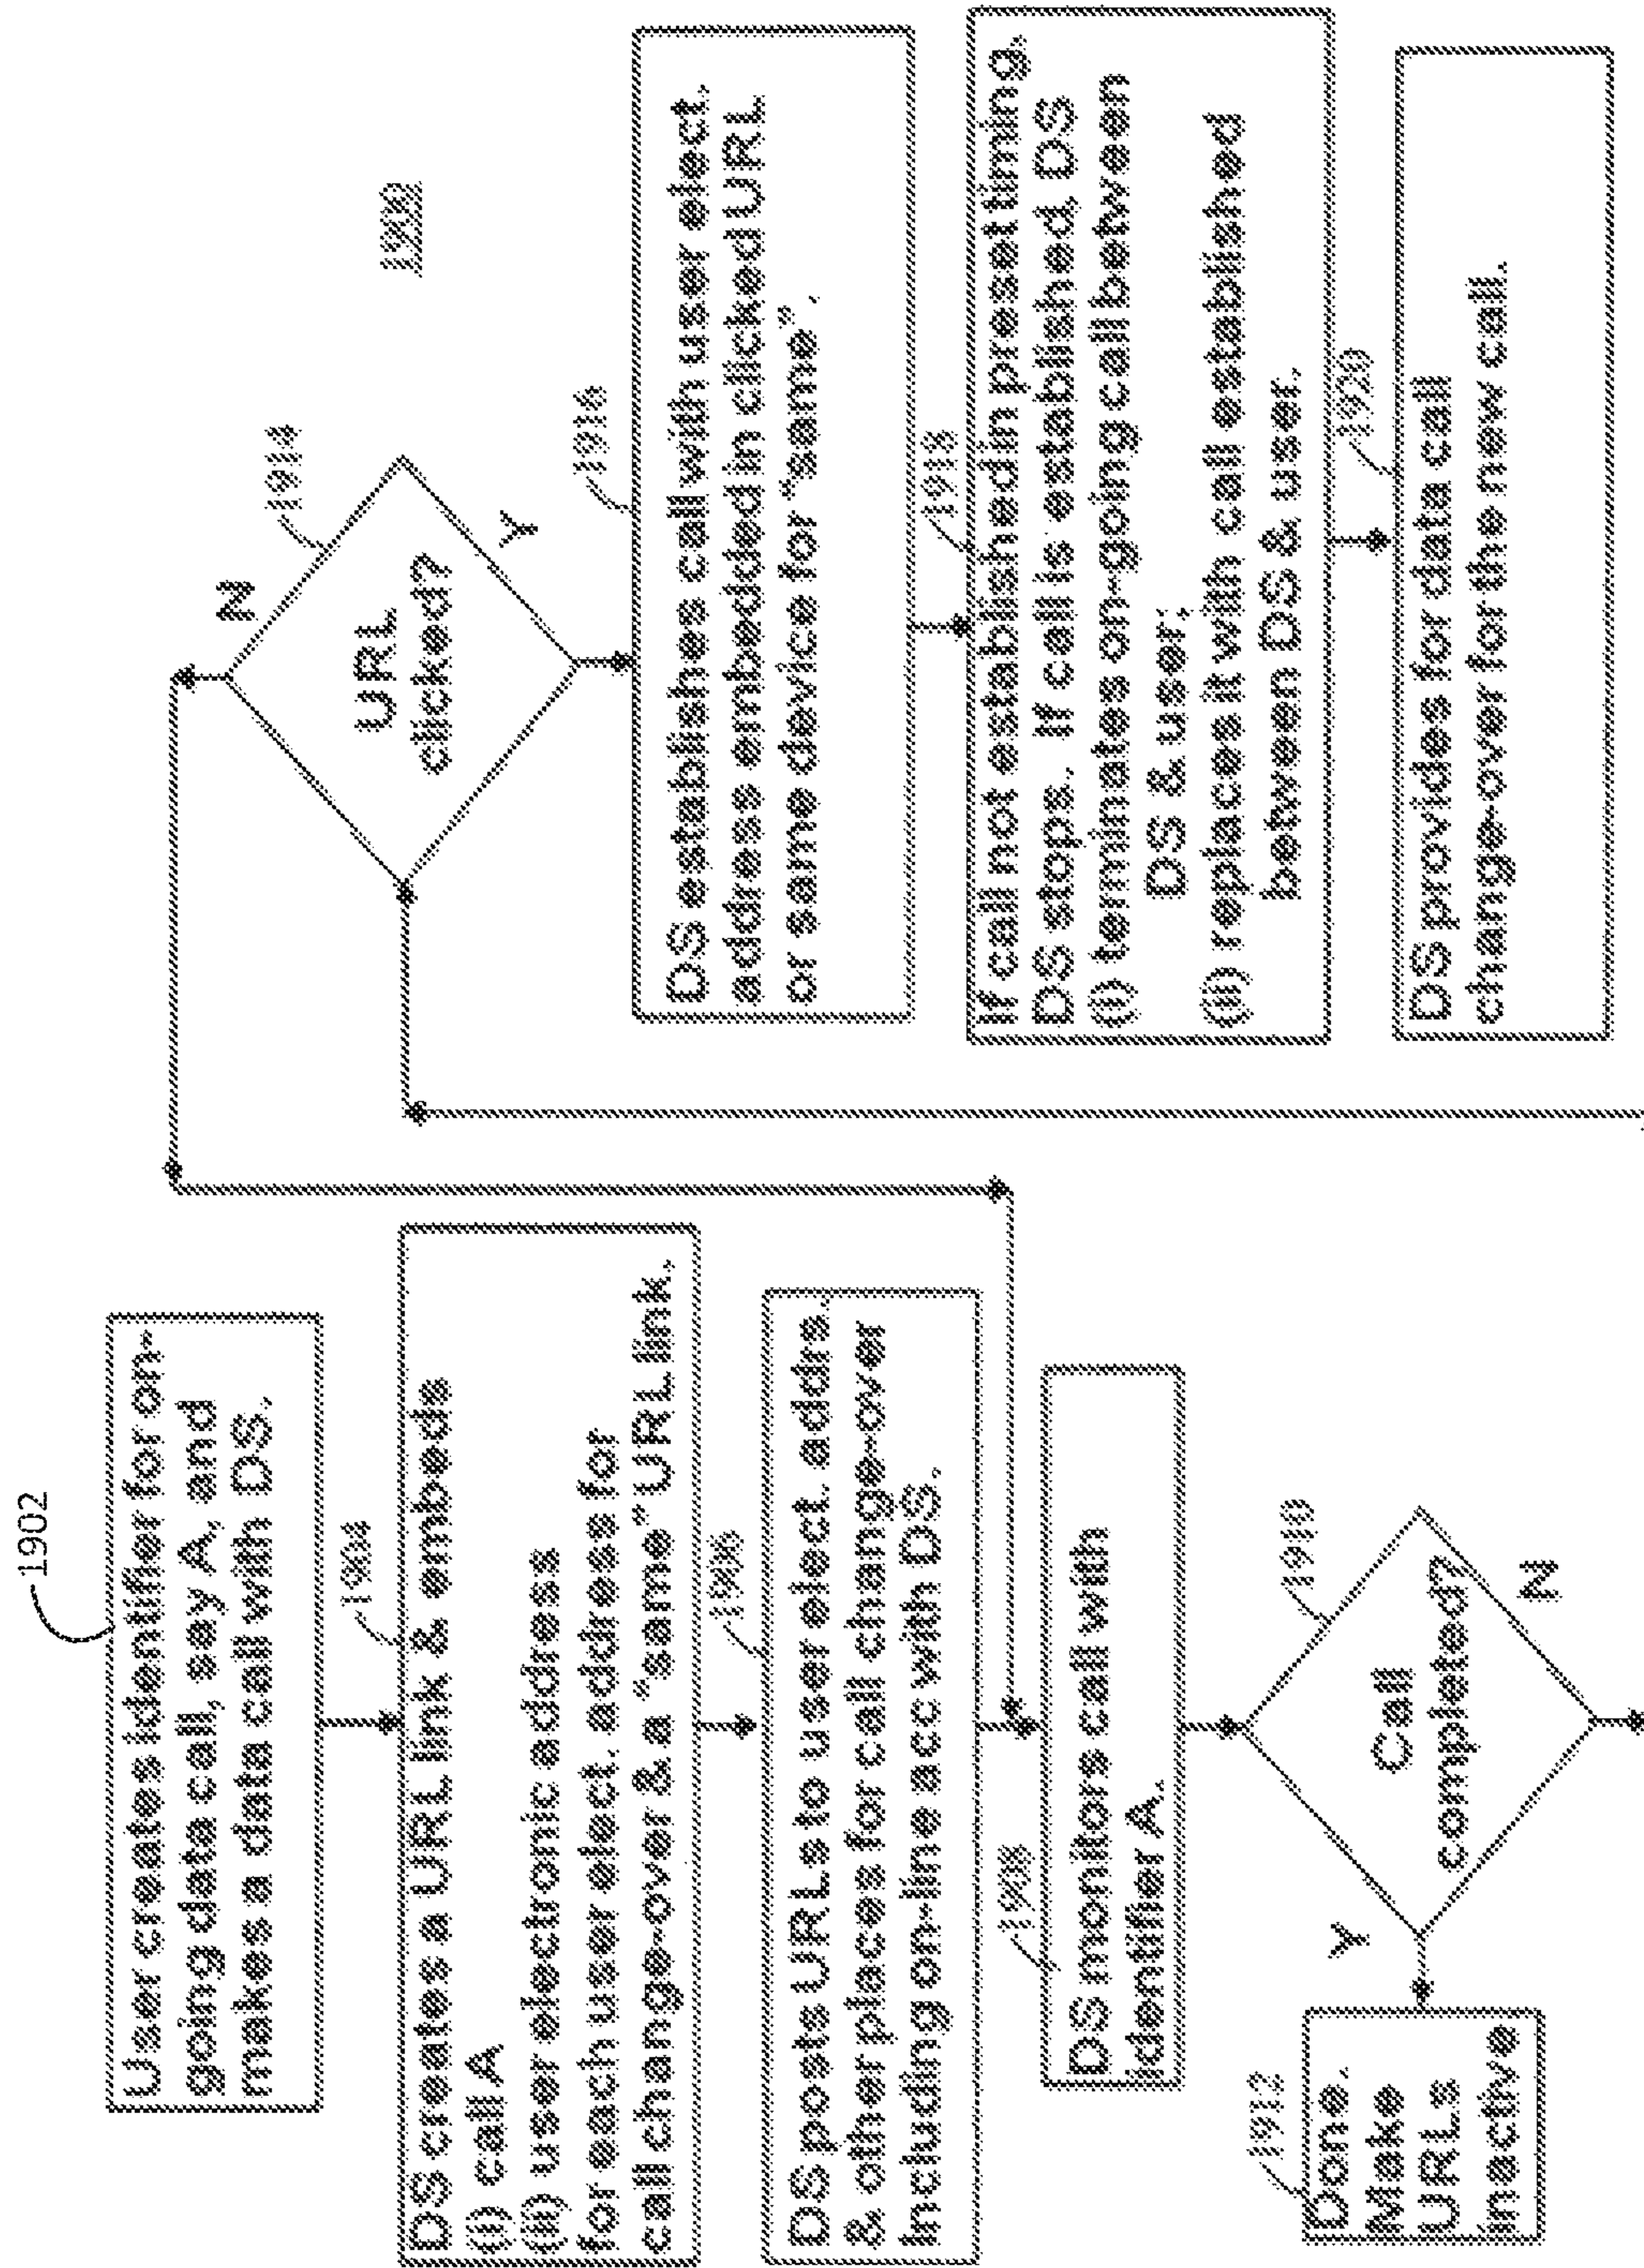 1902
User creates identifier for on-
going data call, say A, and
makes a data call with DS.
1904
DS creates a URL link & embeds
(i) call A
(ii) user electronic address
for each user elect. address for
call change-over & a "same" URL link.
1906
DS posts URLs to user elect. adrs.
& other places for call change-over
including on-line acc with DS.
1908
DS monitors call with
identifier A.
1910
Call
completed?
Y
N
1912
Done.
Make
URLs
inactive
1900
1914
URL
clicked?
N
Y
1916
DS establishes call with user elect.
address embedded in clicked URL
or same device for "same".
1918
If call not established in preset timing,
DS stops. If call is established, DS
(i) terminates on-going call between
DS & user;
(ii) replaces it with call established
between DS & user.
1920
DS provides for data call
change-over for the new call.